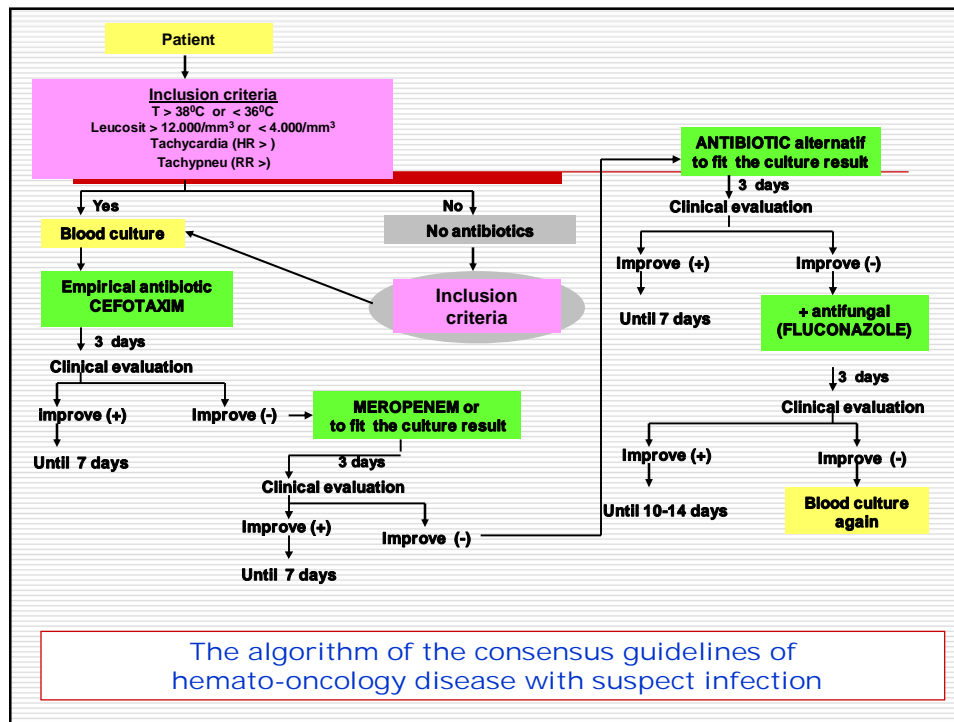 Patient
Inclusion criteria
T > 38⁰C or < 36⁰C
Leucosit > 12.000/mm³ or < 4.000/mm³
Tachycardia (HR > )
Tachypneu (RR >)
Yes
No
Blood culture
No antibiotics
Empirical antibiotic
CEFOTAXIM
Inclusion
criteria
3 days
Clinical evaluation
improve (+)
Improve (-)
Until 7 days
MEROPENEM or
to fit the culture result
3 days
Clinical evaluation
Improve (+)
Improve (-)
Until 7 days
ANTIBIOTIC alternatif
to fit the culture result
3 days
Clinical evaluation
Improve (+)
Improve (-)
Until 7 days
+ antifungal
(FLUCONAZOLE)
3 days
Clinical evaluation
Improve (+)
Improve (-)
Until 10-14 days
Blood culture
again
The algorithm of the consensus guidelines of
hemato-oncology disease with suspect infection